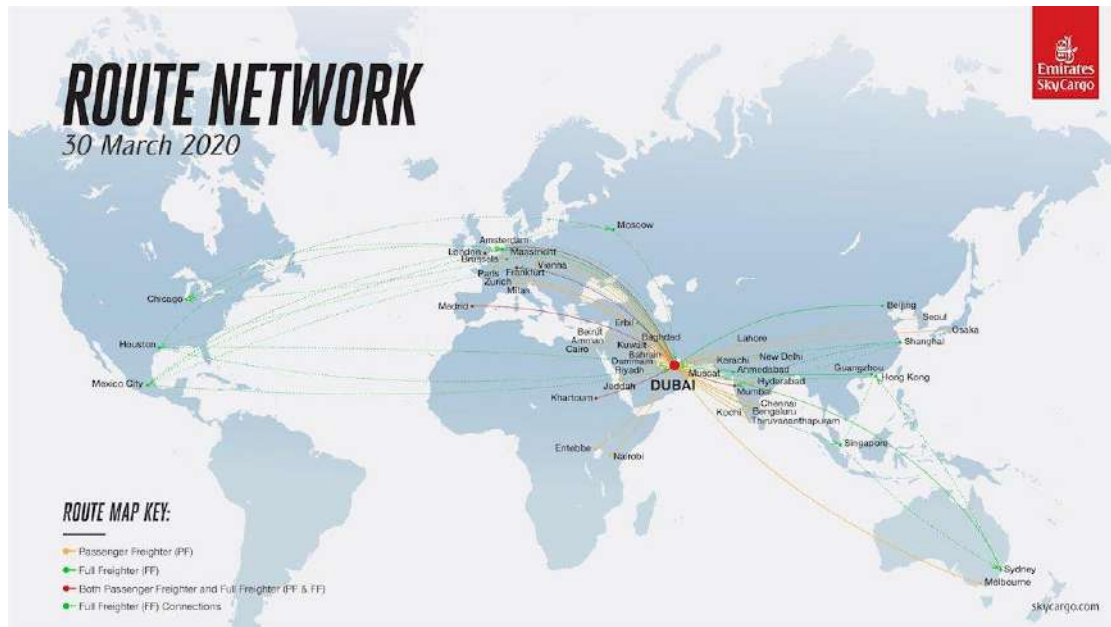 ROUTE NETWORK
30 March 2020
Emirates
SkyCargo
Moscow
Amsterdam
London
Maastricht
Brussels
Vienna
Paris
Frankfurt
Zurich
Milan
Chicago
Madrid
Beijing
Erbil
Seoul
Beirut
Baghdad
Lahore
Osaka
Houston
Amman
Kuwait
Shanghai
Cairo
Bahrain
Karachi
New Delhi
Dammam
Muscat
Ahmedabad
Guangzhou
Riyadh
Hong Kong
Mexico City
Jeddah
DUBAI
Hyderabad
Mumbai
Khartoum
Chennai
Kochi
Bengaluru
Thiruvananthapuram
Entebbe
Nairobi
Singapore
ROUTE MAP KEY:
Passenger Freighter (PF)
Full Freighter (FF)
Both Passenger Freighter and Full Freighter (PF & FF)
Full Freighter (FF) Connections
Sydney
Melbourne
skycargo.com